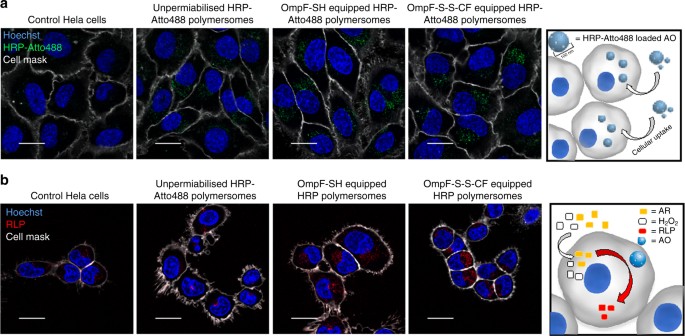 a
Control Hela cells
Unpermiabilised HRP-
Atto488 polymersomes
OmpF-SH equipped HRP-
Atto488 polymersomes
OmpF-S-S-CF equipped HRP-
Atto488 polymersomes
Hoechst
HRP-Atto488
Cell mask
= HRP-Atto488 loaded AO
Cellular uptake
b
Control Hela cells
Unpermiabilised HRP-
Atto488 polymersomes
OmpF-SH equipped
HRP polymersomes
OmpF-S-S-CF equipped
HRP polymersomes
Hoechst
RLP
Cell mask
= AR
= H₂O₂
= RLP
= AO